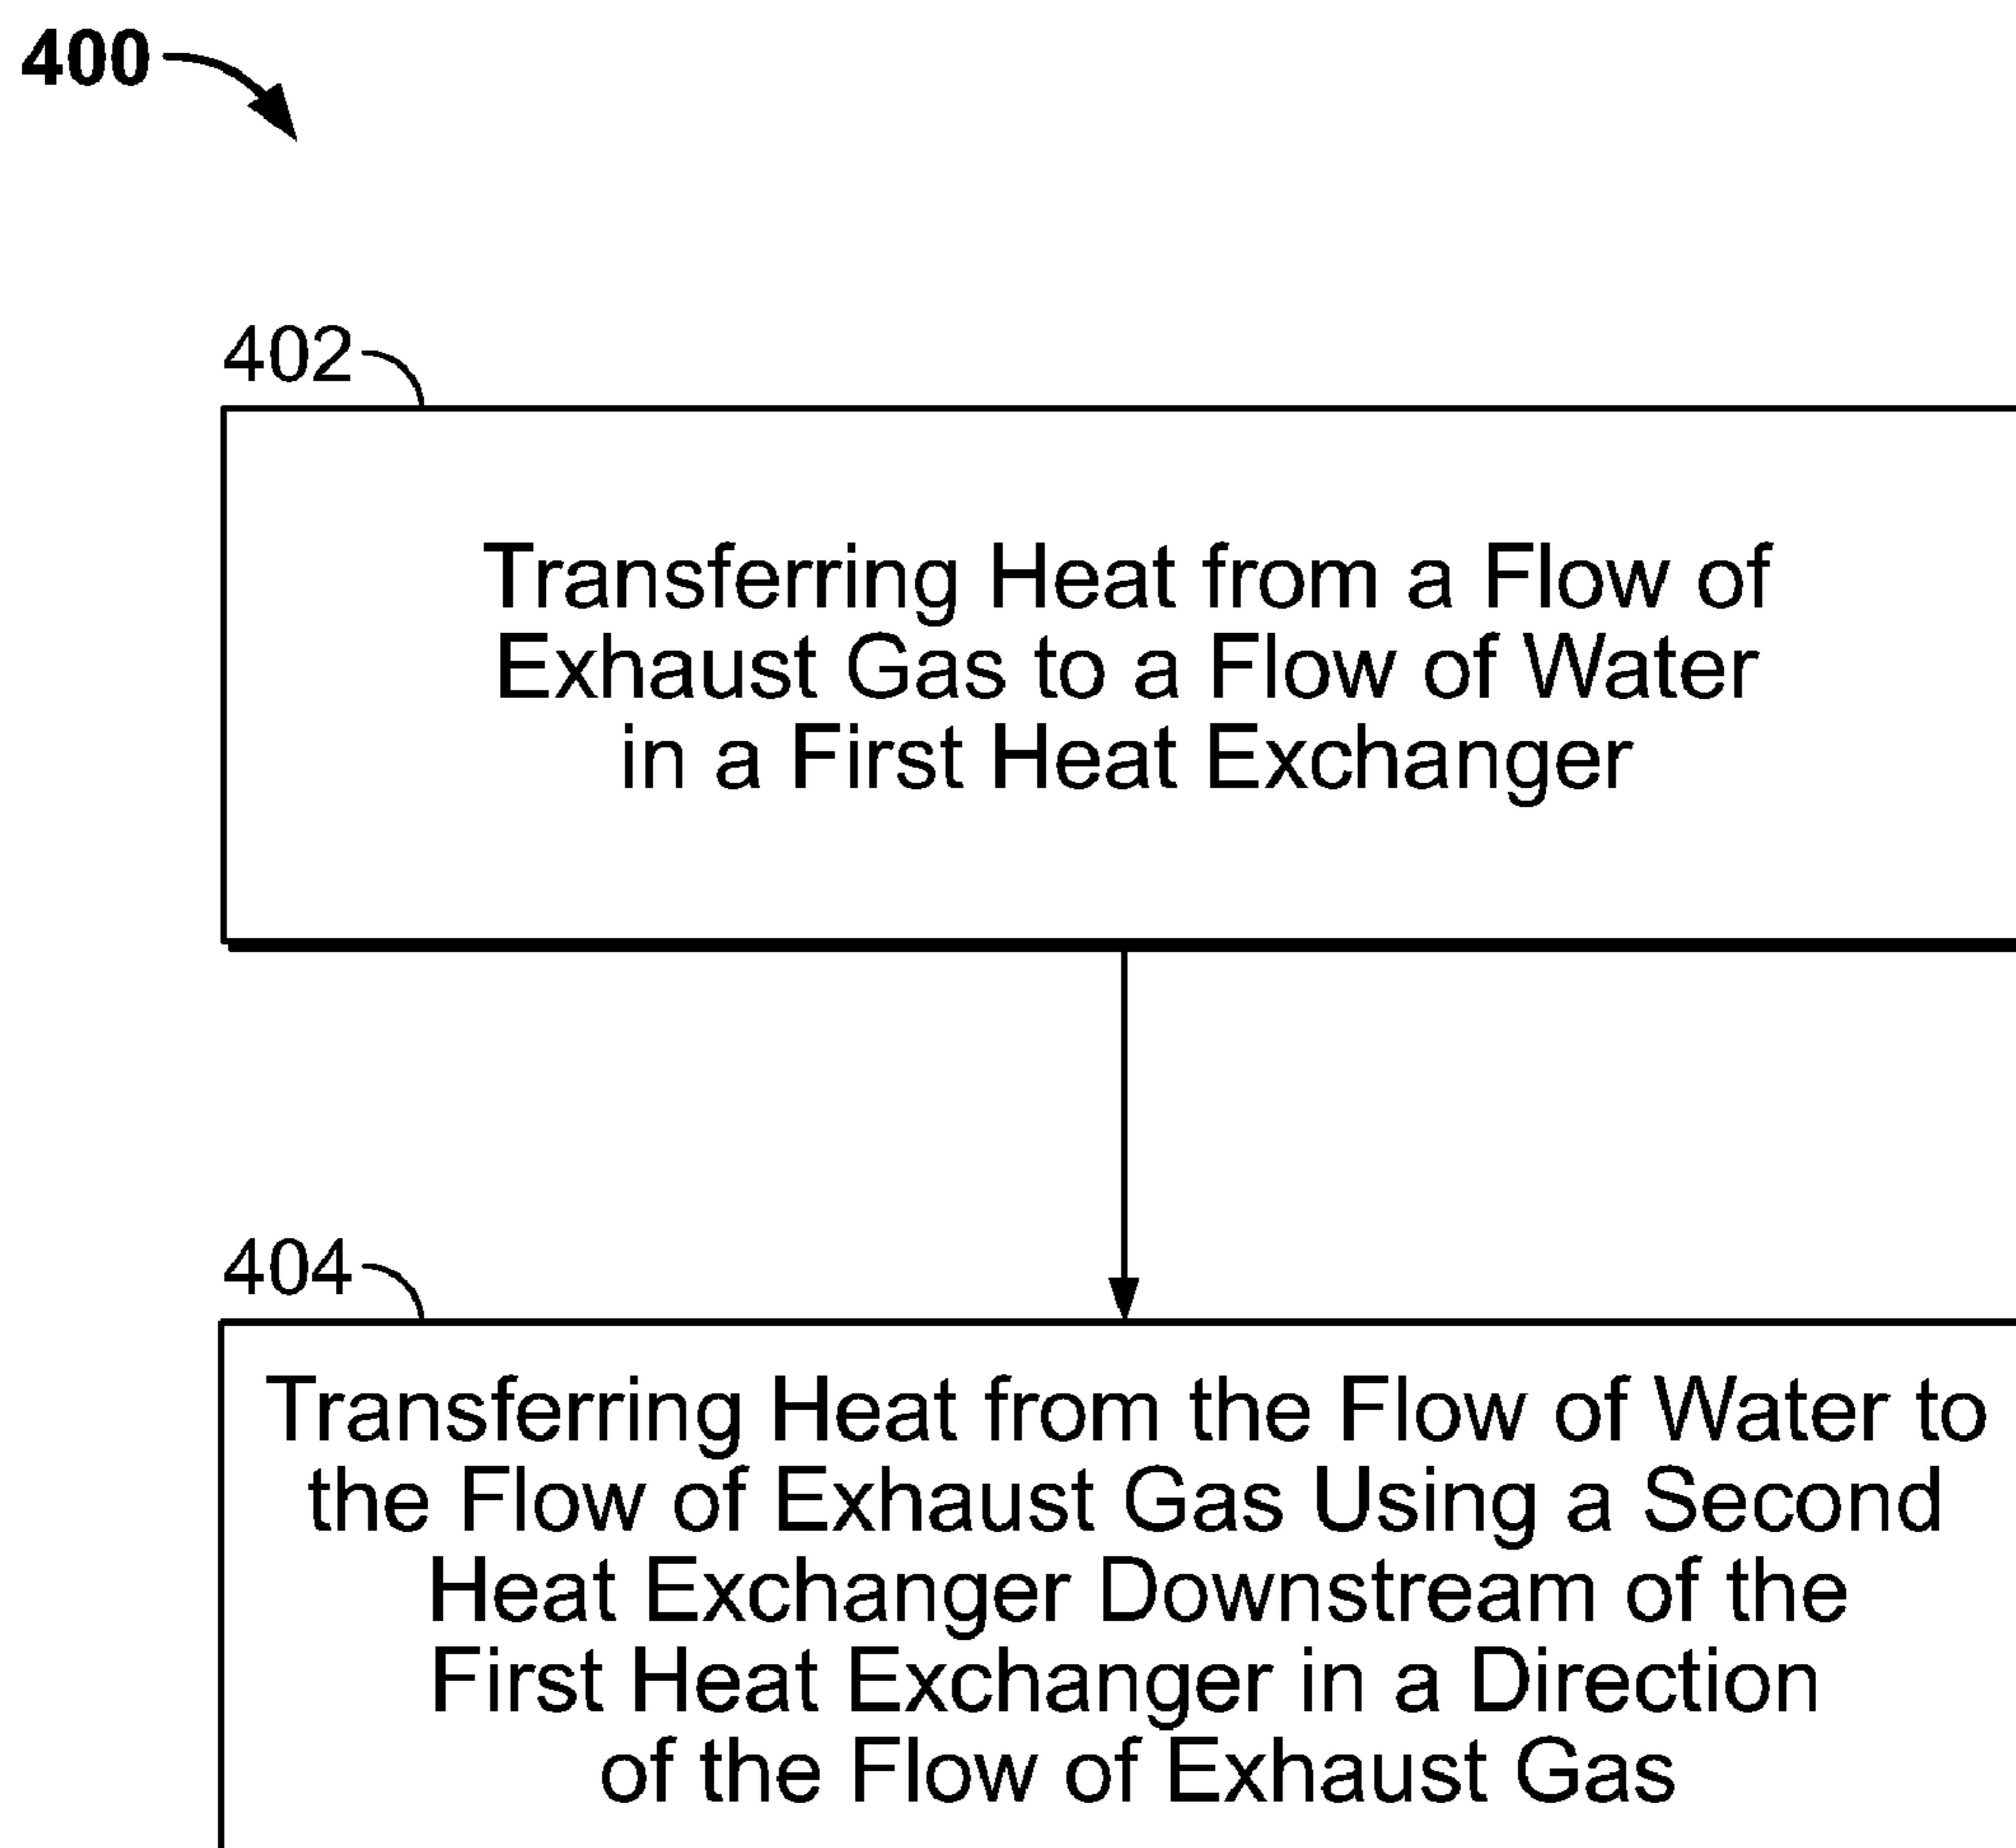 400
402
Transferring Heat from a Flow of
Exhaust Gas to a Flow of Water
in a First Heat Exchanger
404
Transferring Heat from the Flow of Water to
the Flow of Exhaust Gas Using a Second
Heat Exchanger Downstream of the
First Heat Exchanger in a Direction
of the Flow of Exhaust Gas